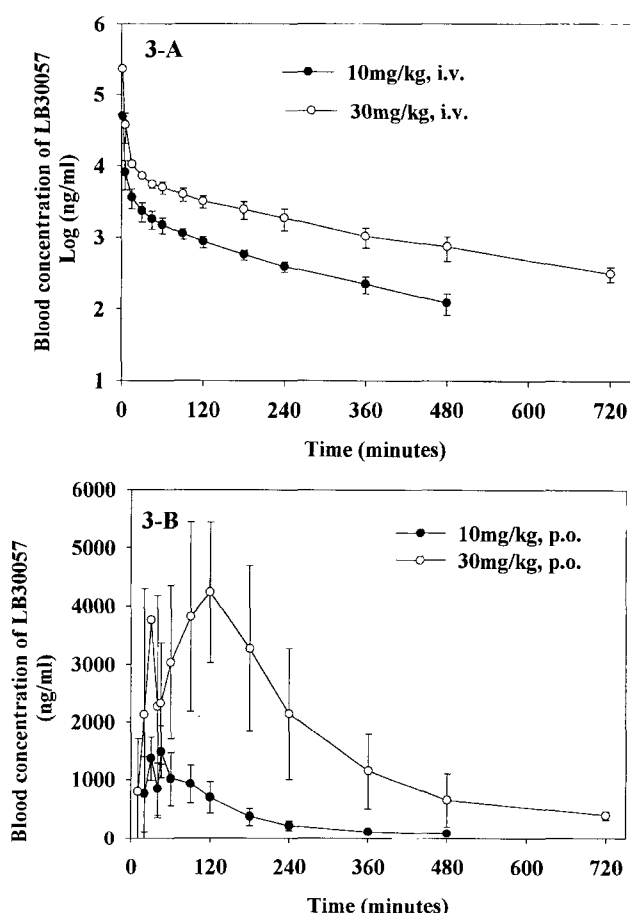 3-A
10mg/kg, i.v.
30mg/kg, i.v.
Blood concentration of LB30057
Log (ng/ml)
6
5
4
3
2
1
0 120 240 360 480 600 720
Time (minutes)
3-B
10mg/kg, p.o.
30mg/kg, p.o.
Blood concentration of LB30057
(ng/ml)
6000
5000
4000
3000
2000
1000
0
0 120 240 360 480 600 720
Time (minutes)